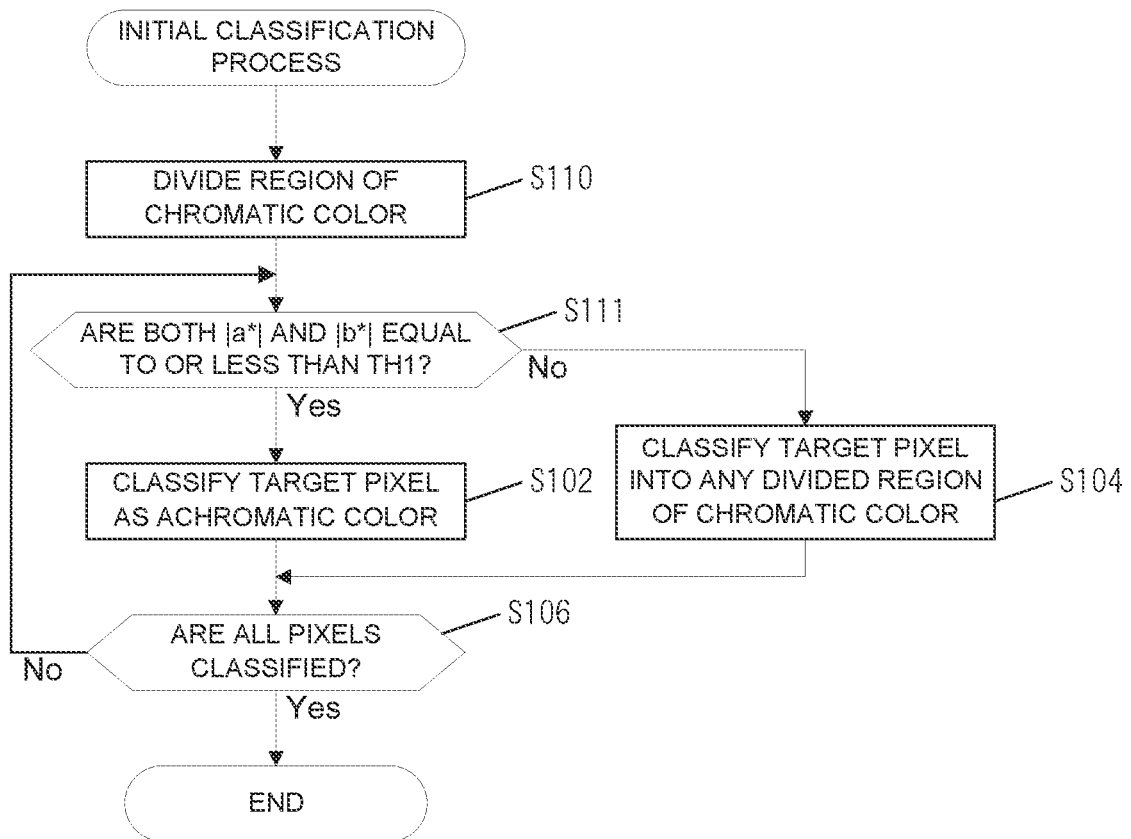 INITIAL CLASSIFICATION
PROCESS
DIVIDE REGION OF
CHROMATIC COLOR
S110
ARE BOTH |a*| AND |b*| EQUAL
TO OR LESS THAN TH1?
S111
No
Yes
CLASSIFY TARGET PIXEL
AS ACHROMATIC COLOR
S102
CLASSIFY TARGET PIXEL
INTO ANY DIVIDED REGION
OF CHROMATIC COLOR
S104
ARE ALL PIXELS
CLASSIFIED?
S106
No
Yes
END